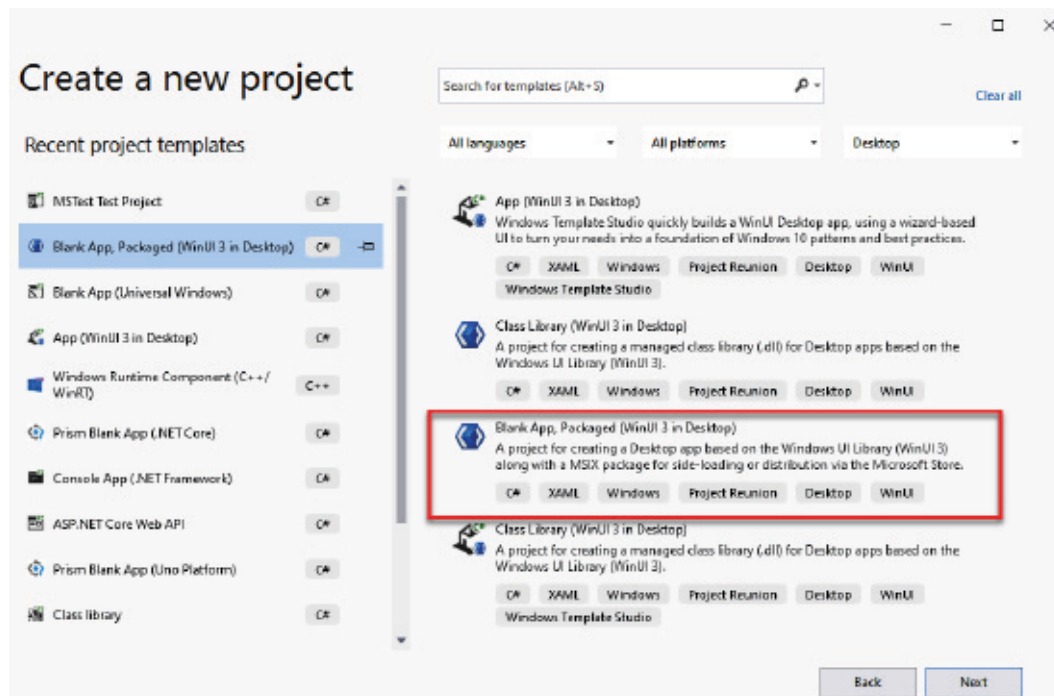 Create a new project
Search for templates (Alt+S)
Clear all
Recent project templates
All languages
All platforms
Desktop
MSTest Test Project
C#
Blank App, Packaged (WinUI 3 in Desktop)
C#
Blank App (Universal Windows)
C#
App (WinUI 3 in Desktop)
C#
Windows Runtime Component (C++/
WinRT)
C++
Prism Blank App (.NET Core)
C#
Console App (.NET Framework)
C#
ASP.NET Core Web API
C#
Prism Blank App (Uno Platform)
C#
Class library
C#
App (WinUI 3 in Desktop)
Windows Template Studio quickly builds a WinUI Desktop app, using a wizard-based
UI to turn your needs into a foundation of Windows 10 patterns and best practices.
C# XAML Windows Project Reunion Desktop WinUI
Windows Template Studio
Class Library (WinUI 3 in Desktop)
A project for creating a managed class library (.dll) for Desktop apps based on the
Windows UI Library (WinUI 3).
C# XAML Windows Project Reunion Desktop WinUI
Blank App, Packaged (WinUI 3 in Desktop)
A project for creating a Desktop app based on the Windows UI Library (WinUI 3)
along with a MSIX package for side-loading or distribution via the Microsoft Store.
C# XAML Windows Project Reunion Desktop WinUI
Class Library (WinUI 3 in Desktop)
A project for creating a managed class library (.dll) for Desktop apps based on the
Windows UI Library (WinUI 3).
C# XAML Windows Project Reunion Desktop WinUI
Windows Template Studio
Back
Next